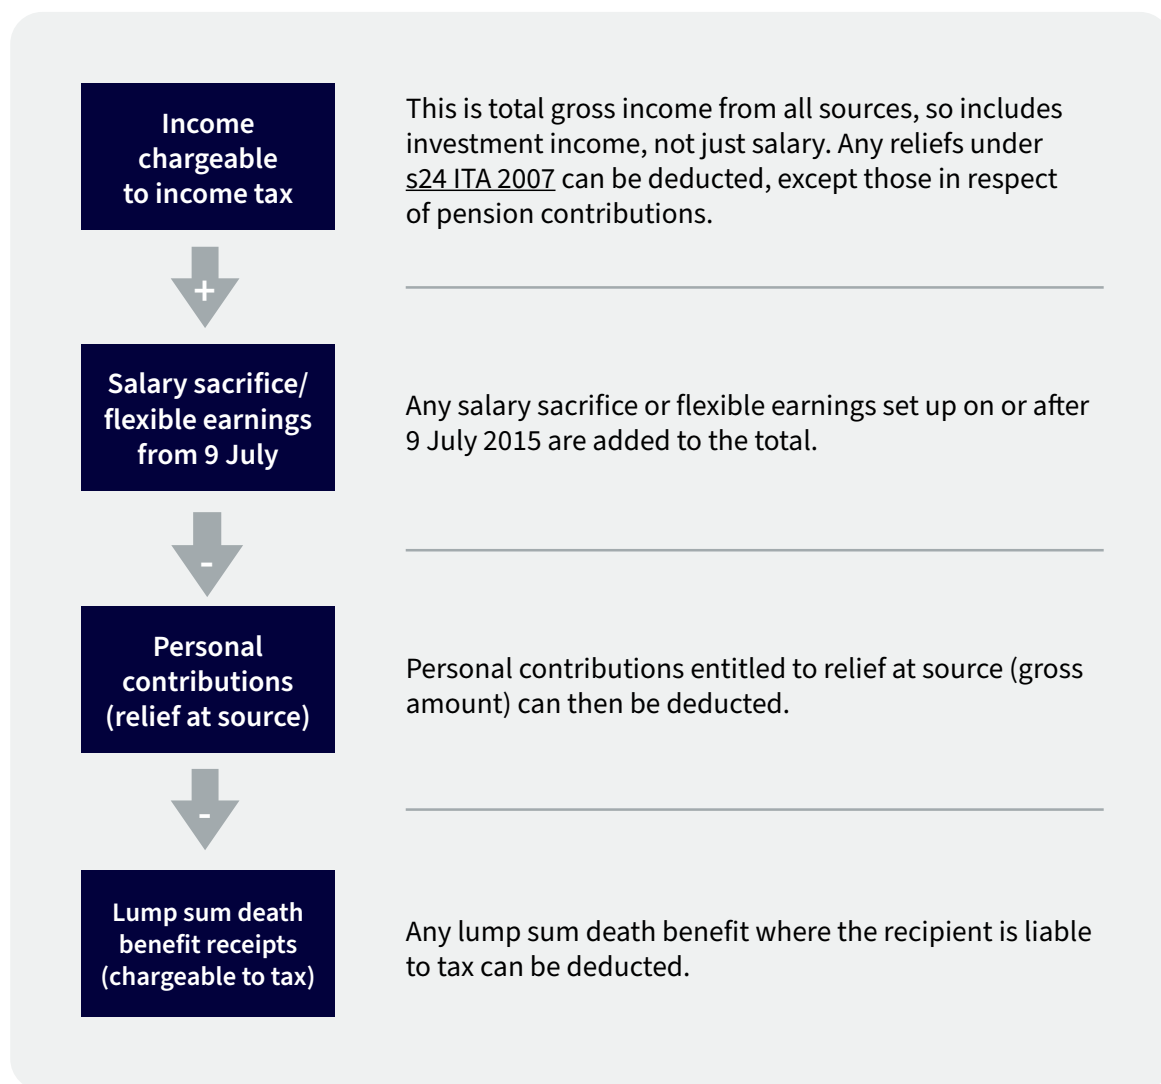 Income
chargeable
to income tax
This is total gross income from all sources, so includes
investment income, not just salary. Any reliefs under
s24 ITA 2007 can be deducted, except those in respect
of pension contributions.
+
Salary sacrifice/
flexible earnings
from 9 July
Any salary sacrifice or flexible earnings set up on or after
9 July 2015 are added to the total.
-
Personal
contributions
(relief at source)
Personal contributions entitled to relief at source (gross
amount) can then be deducted.
-
Lump sum death
benefit receipts
(chargeable to tax)
Any lump sum death benefit where the recipient is liable
to tax can be deducted.